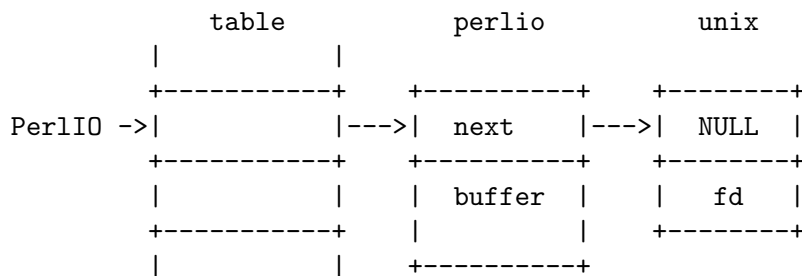 table perlio unix
| |
+-----------+ +----------+ +--------+
PerlIO ->| |--->| next |--->| NULL |
+-----------+ +----------+ +--------+
| | | buffer | | fd |
+-----------+ | | +--------+
| | +----------+